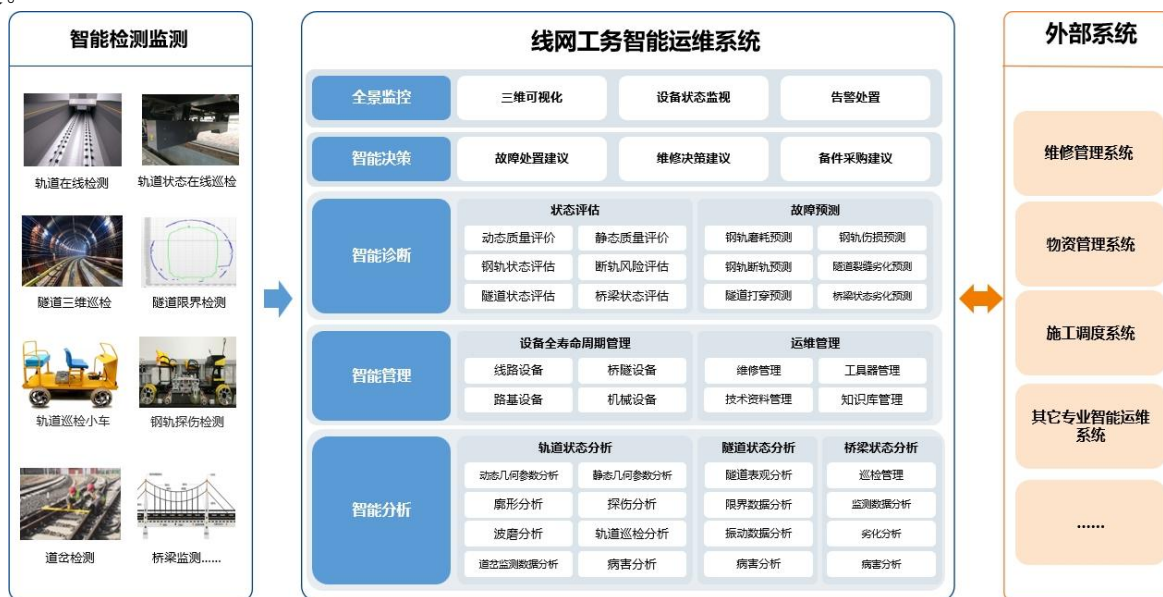 智能检测监测
轨道在线检测
轨道状态在线巡检
隧道三维巡检
隧道限界检测
轨道巡检小车
钢轨探伤检测
道岔检测
桥梁监测......
线网工务智能运维系统
全景监控
三维可视化
设备状态监视
告警处置
智能决策
故障处置建议
维修决策建议
备件采购建议
智能诊断
状态评估
动态质量评价
静态质量评价
钢轨状态评估
断轨风险评估
隧道状态评估
桥梁状态评估
故障预测
钢轨磨耗预测
钢轨伤损预测
钢轨断轨预测
隧道裂缝劣化预测
隧道打穿预测
桥梁状态劣化预测
智能管理
设备全寿命周期管理
线路设备
桥隧设备
路基设备
机械设备
运维管理
维修管理
工具器管理
技术资料管理
知识库管理
智能分析
轨道状态分析
动态几何参数分析
静态几何参数分析
廓形分析
探伤分析
波磨分析
轨道巡检分析
道岔监测数据分析
病害分析
隧道状态分析
隧道表观分析
限界数据分析
振动数据分析
病害分析
桥梁状态分析
巡检管理
监测数据分析
劣化分析
病害分析
外部系统
维修管理系统
物资管理系统
施工调度系统
其它专业智能运维
系统
......